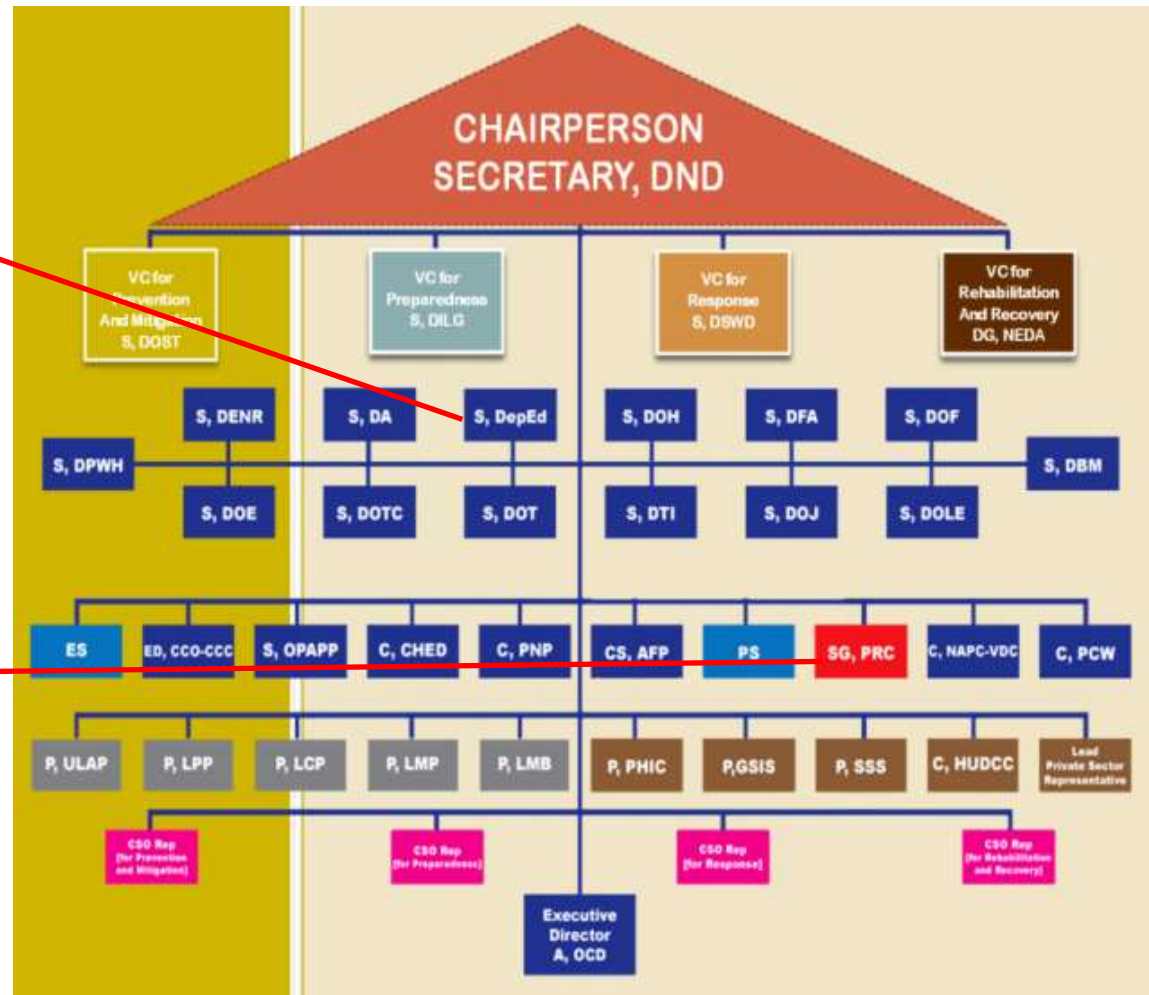 CHAIRPERSON
SECRETARY, DND
VC for
Prevention
And Mitigation
S, DOST
VC for
Preparedness
S, DILG
VC for
Response
S, DSWD
VC for
Rehabilitation
And Recovery
DG, NEDA
S, DENR
S, DA
S, DepEd
S, DOH
S, DFA
S, DOF
S, DPWH
S, DBM
S, DOE
S, DOTC
S, DOT
S, DTI
S, DOJ
S, DOLE
ES
ED, CCO-CCC
S, OPAPP
C, CHED
C, PNP
CS, AFP
PS
SG, PRC
C, NAPC-VDC
C, PCW
P, ULAP
P, LPP
P, LCP
P, LMP
P, LMB
P, PHIC
P,GSIS
P, SSS
C, HUDCC
Lead
Private Sector
Representative
CSO Rep
[for Prevention
and Mitigation]
CSO Rep
[for Preparedness]
CSO Rep
[for Response]
CSO Rep
[for Rehabilitation
and Recovery]
Executive
Director
A, OCD